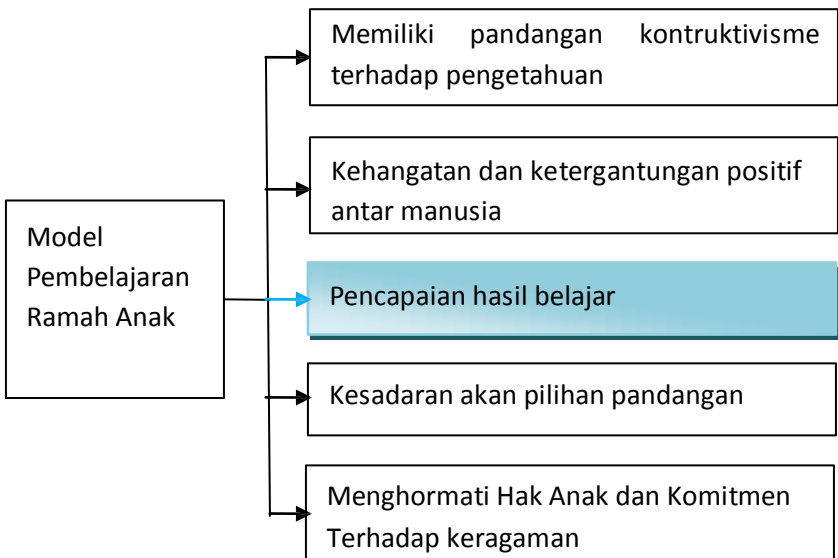 Memiliki pandangan kontruktivisme
terhadap pengetahuan
Kehangatan dan ketergantungan positif
antar manusia
Model
Pembelajaran
Ramah Anak
Pencapaian hasil belajar
Kesadaran akan pilihan pandangan
Menghormati Hak Anak dan Komitmen
Terhadap keragaman